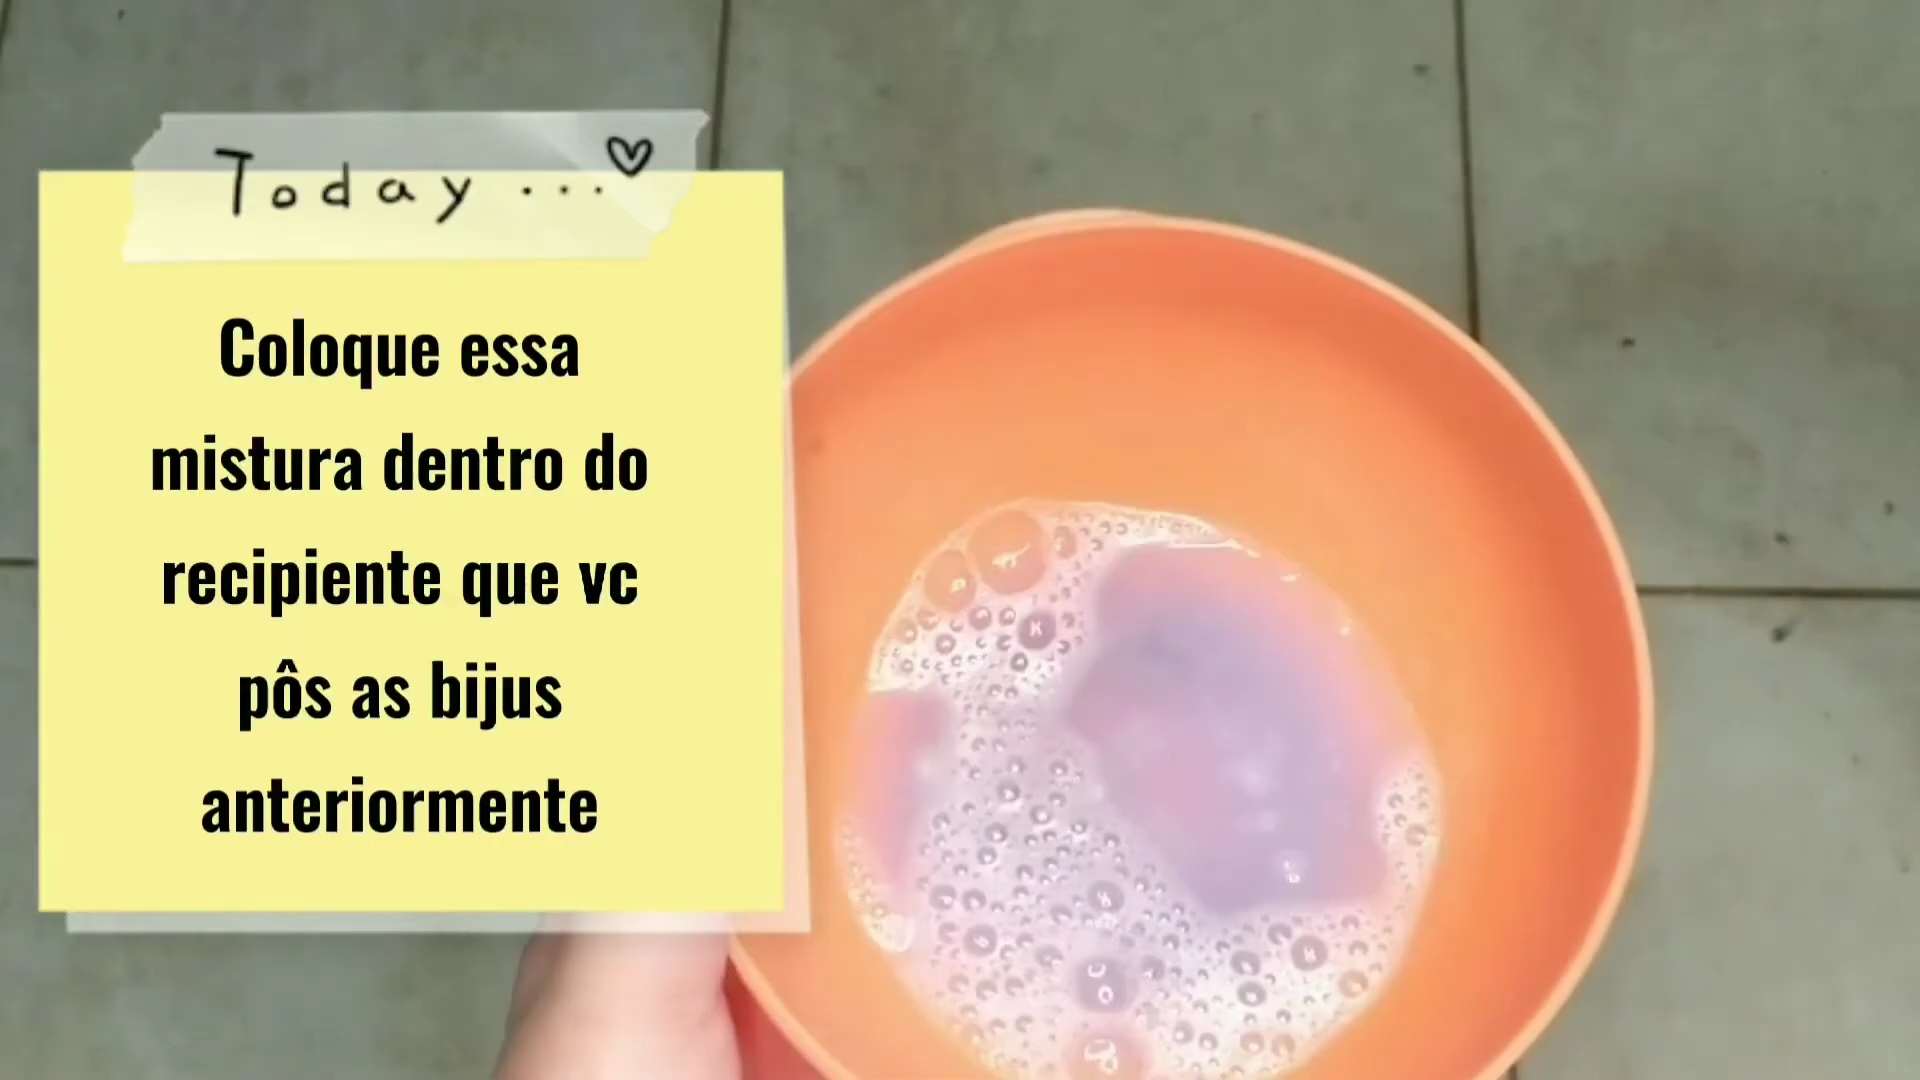 Today ...
Coloque essa
mistura dentro do
recipiente que vc
pôs as bijus
anteriormente